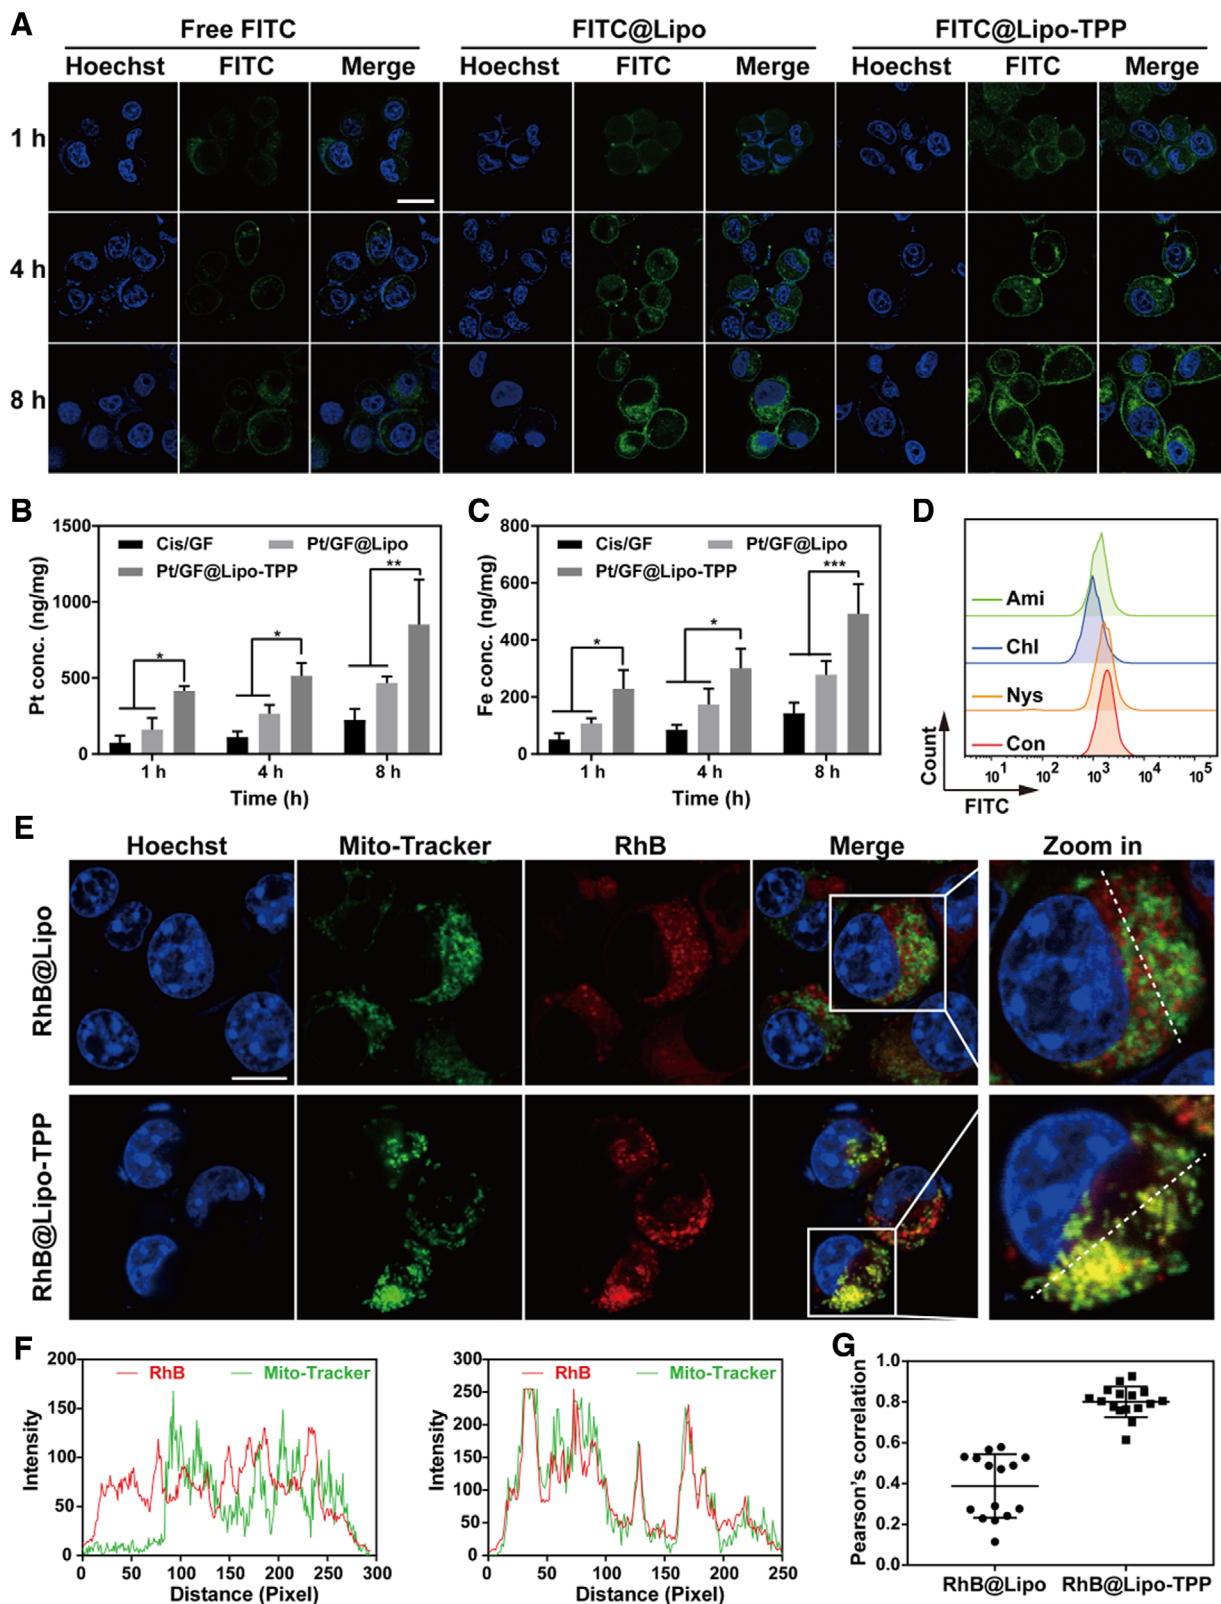 A
Free FITC
FITC@Lipo
FITC@Lipo-TPP
Hoechst FITC Merge Hoechst FITC Merge Hoechst FITC Merge
1 h
4 h
8 h
B
1500
1000
500
0
Pt conc. (ng/mg)
Cis/GF
Pt/GF@Lipo
Pt/GF@Lipo-TPP
*
*
**
1 h 4 h 8 h
Time (h)
C
800
600
400
200
0
Fe conc. (ng/mg)
Cis/GF
Pt/GF@Lipo
Pt/GF@Lipo-TPP
*
*
***
1 h 4 h 8 h
Time (h)
D
Ami
Chl
Nys
Con
Count
10¹ 10² 10³ 10⁴ 10⁵
FITC
E
Hoechst Mito-Tracker RhB Merge Zoom in
RhB@Lipo
RhB@Lipo-TPP
F
200
150
100
50
0
Intensity
RhB Mito-Tracker
0 50 100 150 200 250 300
Distance (Pixel)
300
250
200
150
100
50
0
Intensity
RhB Mito-Tracker
0 50 100 150 200 250
Distance (Pixel)
G
1.0
0.8
0.6
0.4
0.2
0.0
Pearson's correlation
RhB@Lipo RhB@Lipo-TPP